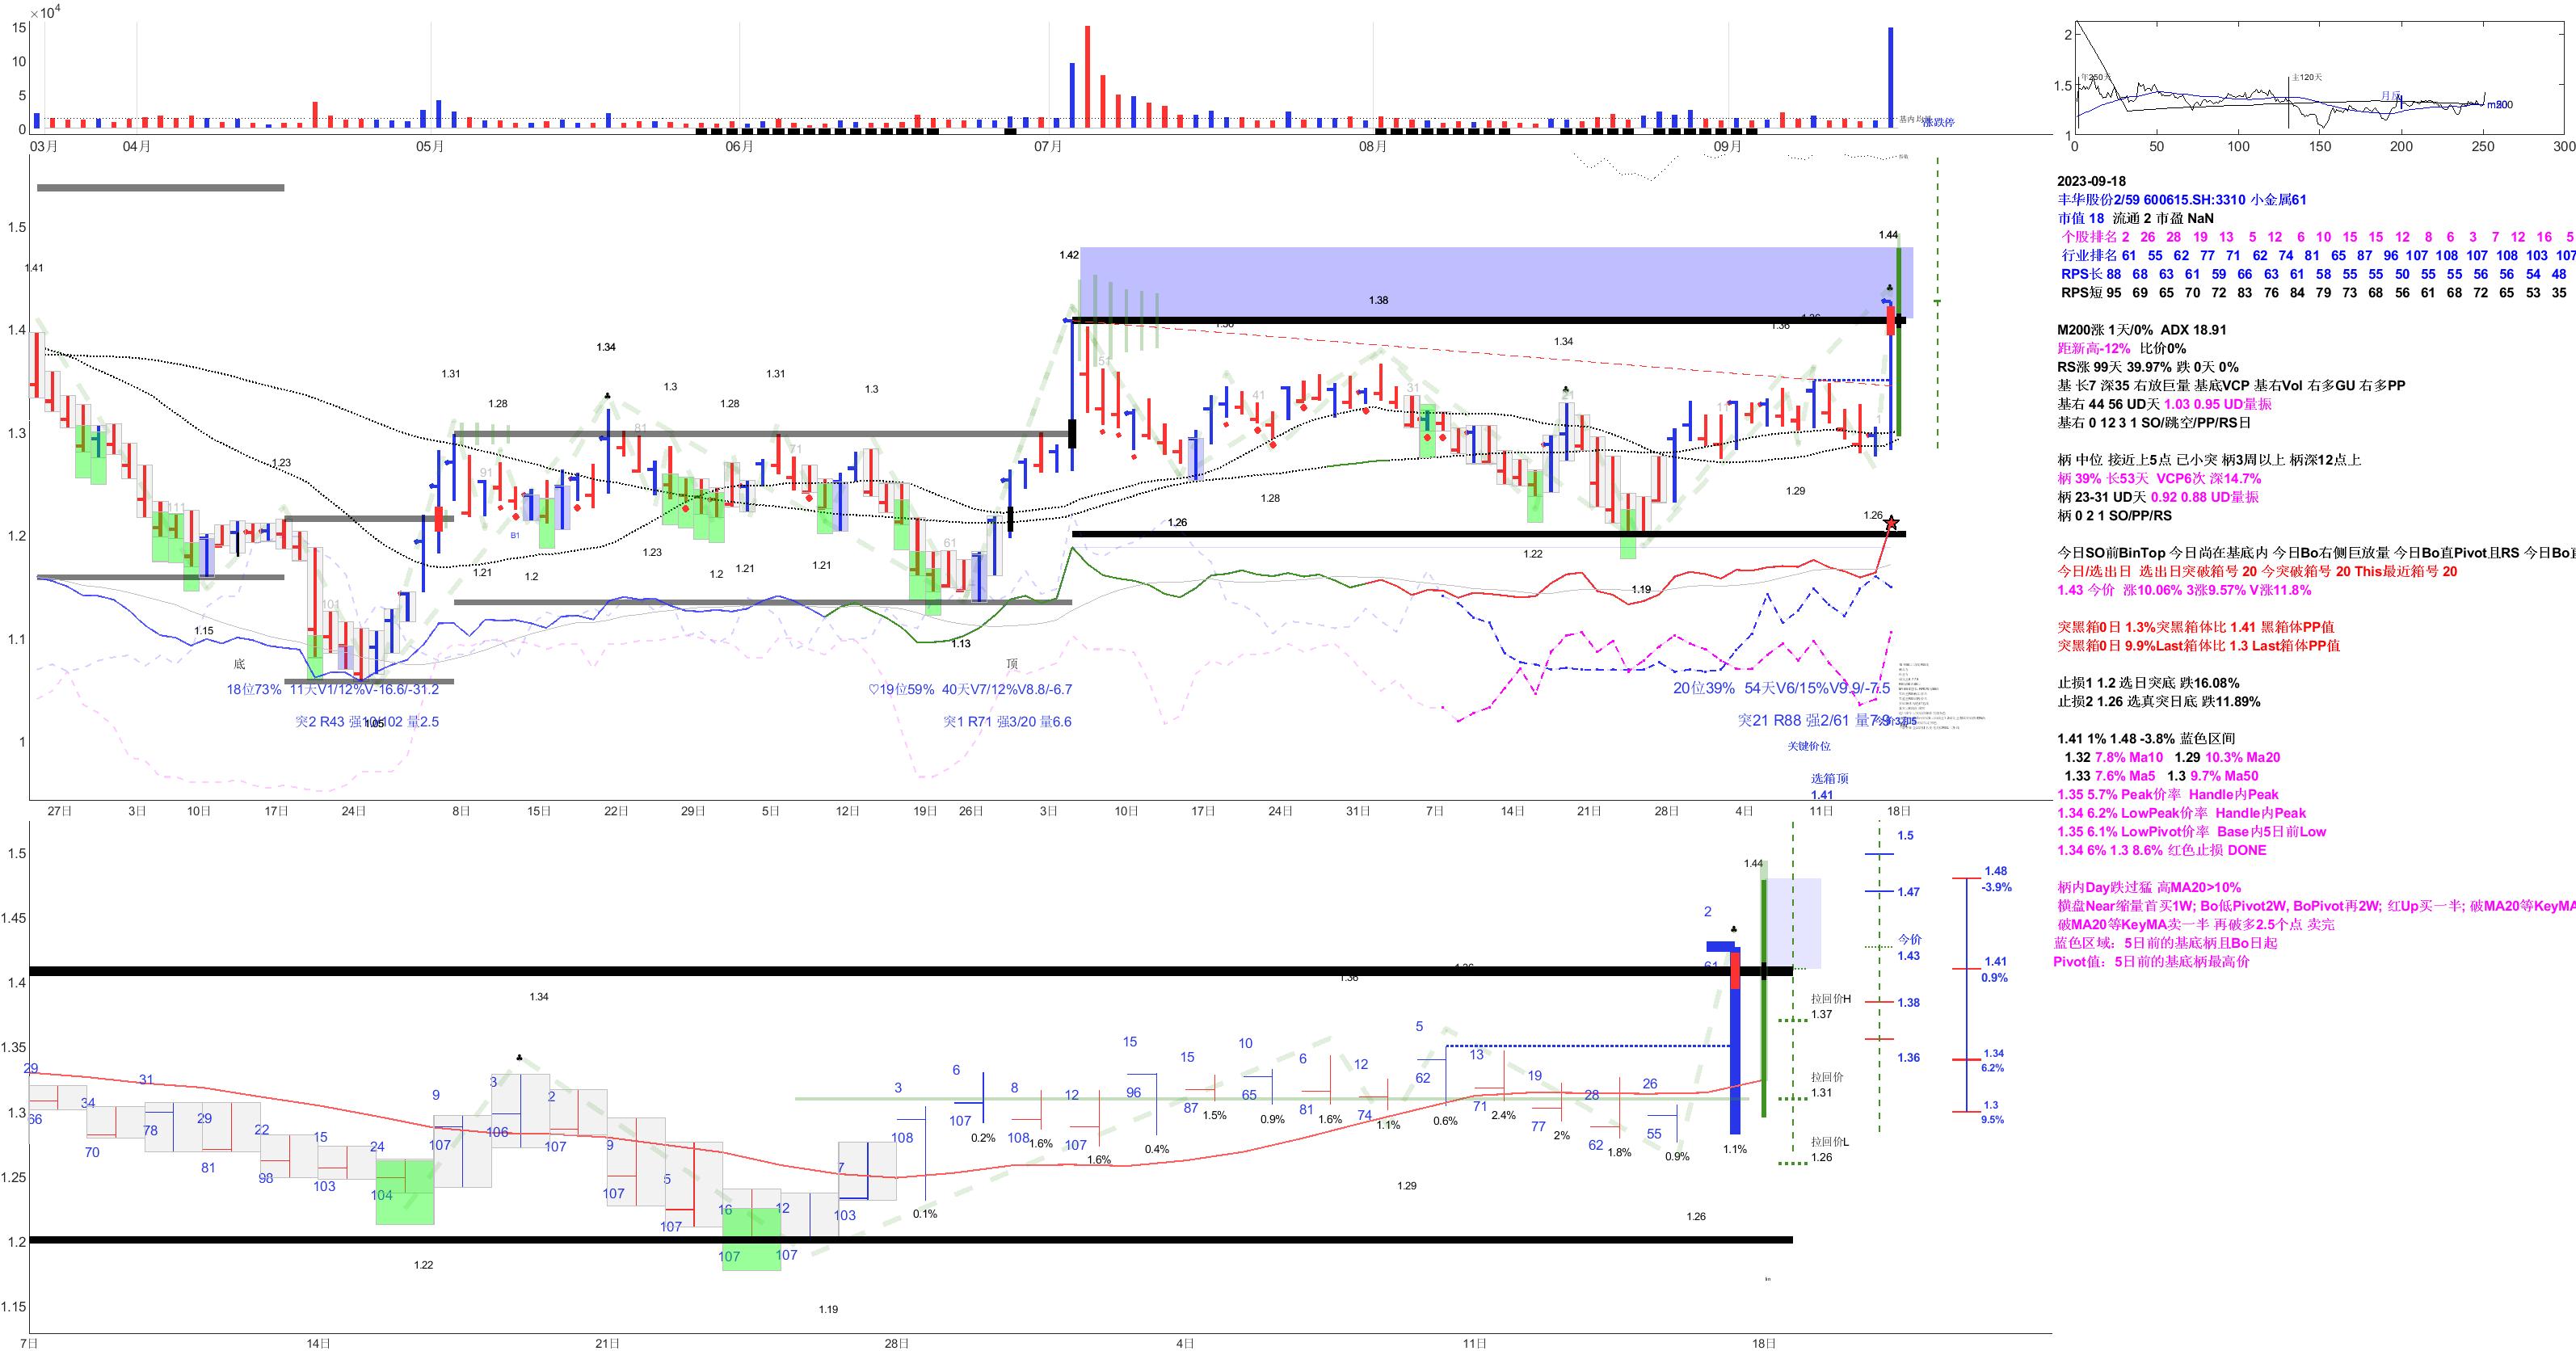 ×10⁴
15
10
5
0
03月 04月 05月 06月 07月 08月 09月
涨跌停
2
1.5
1
年250天
主120天
月后
0 50 100 150 200 250 300
2023-09-18
丰华股份2/59 600615.SH:3310 小金属61
市值 18 流通 2 市盈 NaN
个股排名 2 26 28 19 13 5 12 6 10 15 15 12 8 6 3 7 12 16 5
行业排名 61 55 62 77 71 62 74 81 65 87 96 107 108 107 108 103 107
RPS长 88 68 63 61 59 66 63 61 58 55 55 50 55 55 56 56 54 48
RPS短 95 69 65 70 72 83 76 84 79 73 68 56 61 68 72 65 53 35
M200涨 1天/0% ADX 18.91
距新高-12% 比价0%
RS涨 99天 39.97% 跌 0天 0%
基 长7 深35 右放巨量 基底VCP 基右Vol 右多GU 右多PP
基右 44 56 UD天 1.03 0.95 UD量振
基右 0 12 3 1 SO/跳空/PP/RS日
柄 中位 接近上5点 已小突 柄3周以上 柄深12点上
柄 39% 长53天 VCP6次 深14.7%
柄 23-31 UD天 0.92 0.88 UD量振
柄 0 2 1 SO/PP/RS
今日SO前BinTop 今日尚在基底内 今日Bo右侧巨放量 今日Bo直Pivot且RS 今日Bo
今日/选出日 选出日突破箱号 20 今突破箱号 20 This最近箱号 20
1.43 今价 涨10.06% 3涨9.57% V涨11.8%
突黑箱0日 1.3%突黑箱体比 1.41 黑箱体PP值
突黑箱0日 9.9%Last箱体比 1.3 Last箱体PP值
止损1 1.2 选日突底 跌16.08%
止损2 1.26 选真突日底 跌11.89%
1.41 1% 1.48 -3.8% 蓝色区间
1.32 7.8% Ma10 1.29 10.3% Ma20
1.33 7.6% Ma5 1.3 9.7% Ma50
1.35 5.7% Peak价率 Handle内Peak
1.34 6.2% LowPeak价率 Handle内Peak
1.35 6.1% LowPivot价率 Base内5日前Low
1.34 6% 1.3 8.6% 红色止损 DONE
柄内Day跌过猛 高MA20>10%
横盘Near缩量首买1W; Bo低Pivot2W, BoPivot再2W; 红Up买一半; 破MA20等KeyMA
破MA20等KeyMA卖一半 再破多2.5个点 卖完
蓝色区域：5日前的基底柄且Bo日起
Pivot值：5日前的基底柄最高价
1.5
1.4
1.3
1.2
1.1
1
1.41 1.23 1.15 1.31 1.28 1.34 1.3 1.28 1.31 1.3 1.42 1.38 1.34 1.36 1.44
1.21 1.2 1.23 1.2 1.21 1.21 1.13 1.26 1.28 1.22 1.19 1.29 1.26
111 101 91 81 71 61 51 41 31 21
B1
底
顶
18位73% 11天V1/12%V-16.6/-31.2
突2 R43 强10/102 量2.5
1.05
♡19位59% 40天V7/12%V8.8/-6.7
突1 R71 强3/20 量6.6
20位39% 54天V6/15%V9.9/-7.5
突21 R88 强2/61 量7.9
关键价位
选箱顶
1.41
27日 3日 10日 17日 24日 8日 15日 22日 29日 5日 12日 19日 26日 3日 10日 17日 24日 31日 7日 14日 21日 28日 4日 11日 18日
1.5
1.45
1.4
1.35
1.3
1.25
1.2
1.15
29 34 31 29 22 15 24 9 3 2 9 5 16 12 7 3 6 8 12 15 15 10 6 12 5 13 19 28 26 2
66 70 78 81 98 103 104 107 106 107 107 107 107 107 103 108 107 108 107 96 87 65 81 74 62 71 77 62 55 61
0.1% 0.2% 1.6% 1.6% 0.4% 1.5% 0.9% 1.6% 1.1% 0.6% 2.4% 2% 1.8% 0.9% 1.1%
1.34 1.22 1.19 1.36 1.29 1.26 1.44
拉回价H
1.37
拉回价
1.31
拉回价L
1.26
1.5
1.47
今价
1.43
1.38
1.36
1.48
-3.9%
1.41
0.9%
1.34
6.2%
1.3
9.5%
7日 14日 21日 28日 4日 11日 18日